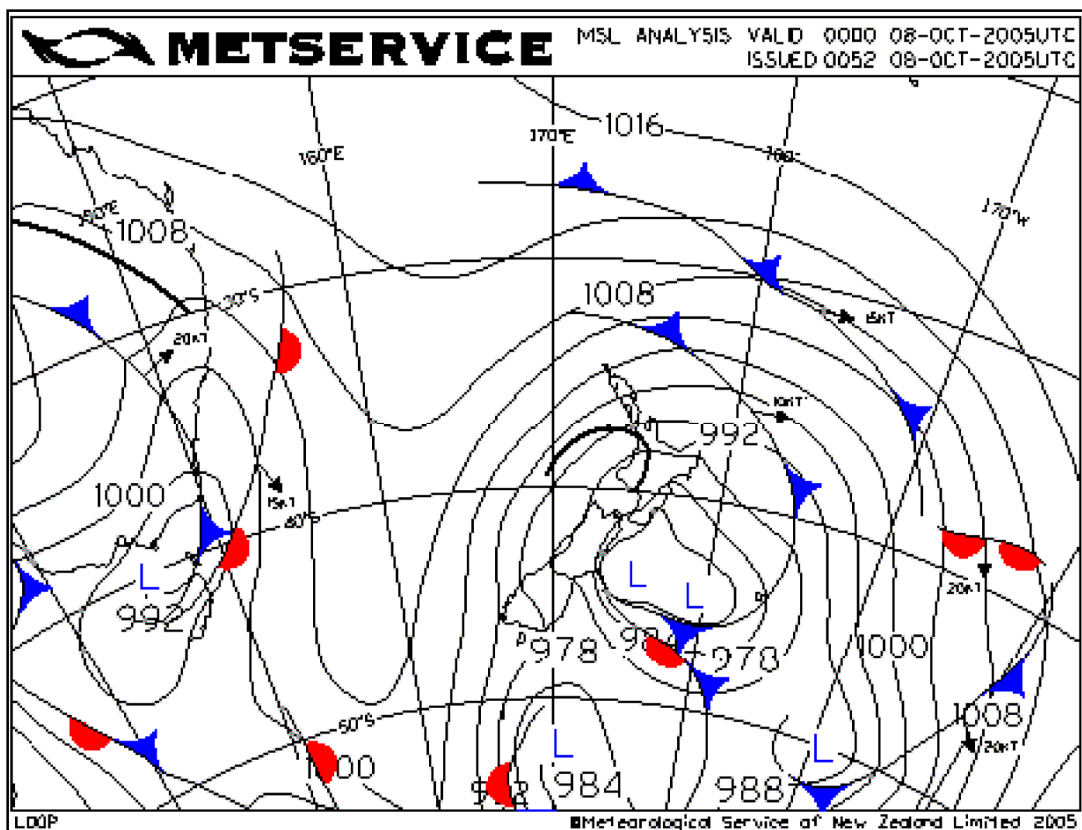 METSERVICE
MSL ANALYSIS VALID 0000 08-OCT-2005UTC
ISSUED 0052 08-OCT-2005UTC
1016
170°E
160°E
170°W
1008
30°S
1008
15KT
20KT
10KT
992
1000
15KT
40°S
L
L
L
992
20KT
978
978
1000
50°S
1008
L
L
20KT
984
988
LOOP
©Meteorological Service of New Zealand Limited 2005